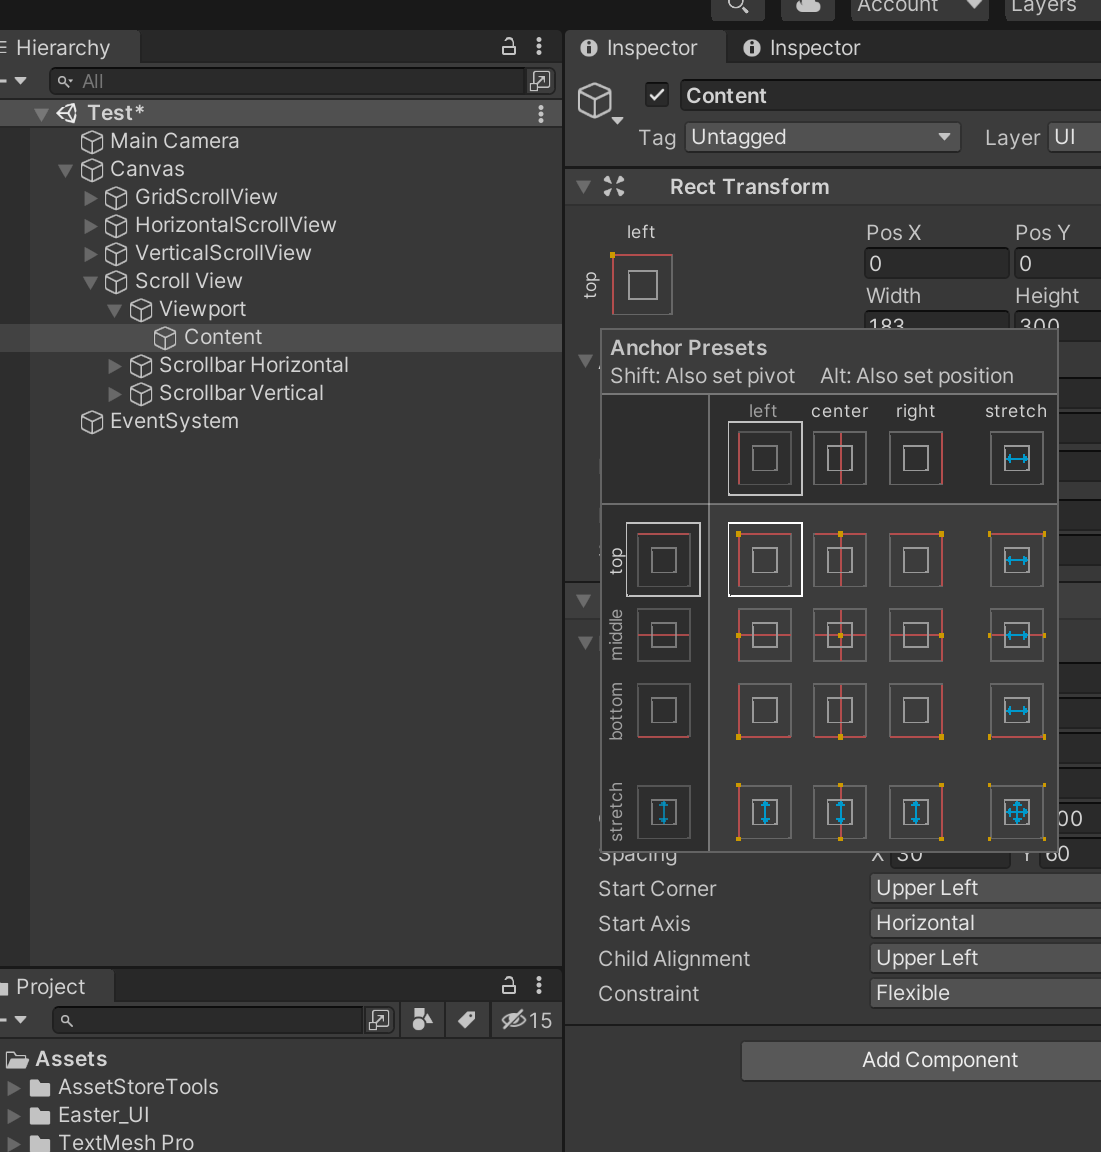 Account
Layers
Hierarchy
All
Test*
Main Camera
Canvas
GridScrollView
HorizontalScrollView
VerticalScrollView
Scroll View
Viewport
Content
Scrollbar Horizontal
Scrollbar Vertical
EventSystem
Project
15
Assets
AssetStoreTools
Easter_UI
TextMesh Pro
Inspector
Inspector
Content
Tag
Untagged
Layer
UI
Rect Transform
left
top
Pos X
Pos Y
0
0
Width
Height
183
300
Anchor Presets
Shift: Also set pivot Alt: Also set position
left center right stretch
top
middle
bottom
stretch
00
Spacing
X 30
Y 60
Start Corner
Upper Left
Start Axis
Horizontal
Child Alignment
Upper Left
Constraint
Flexible
Add Component